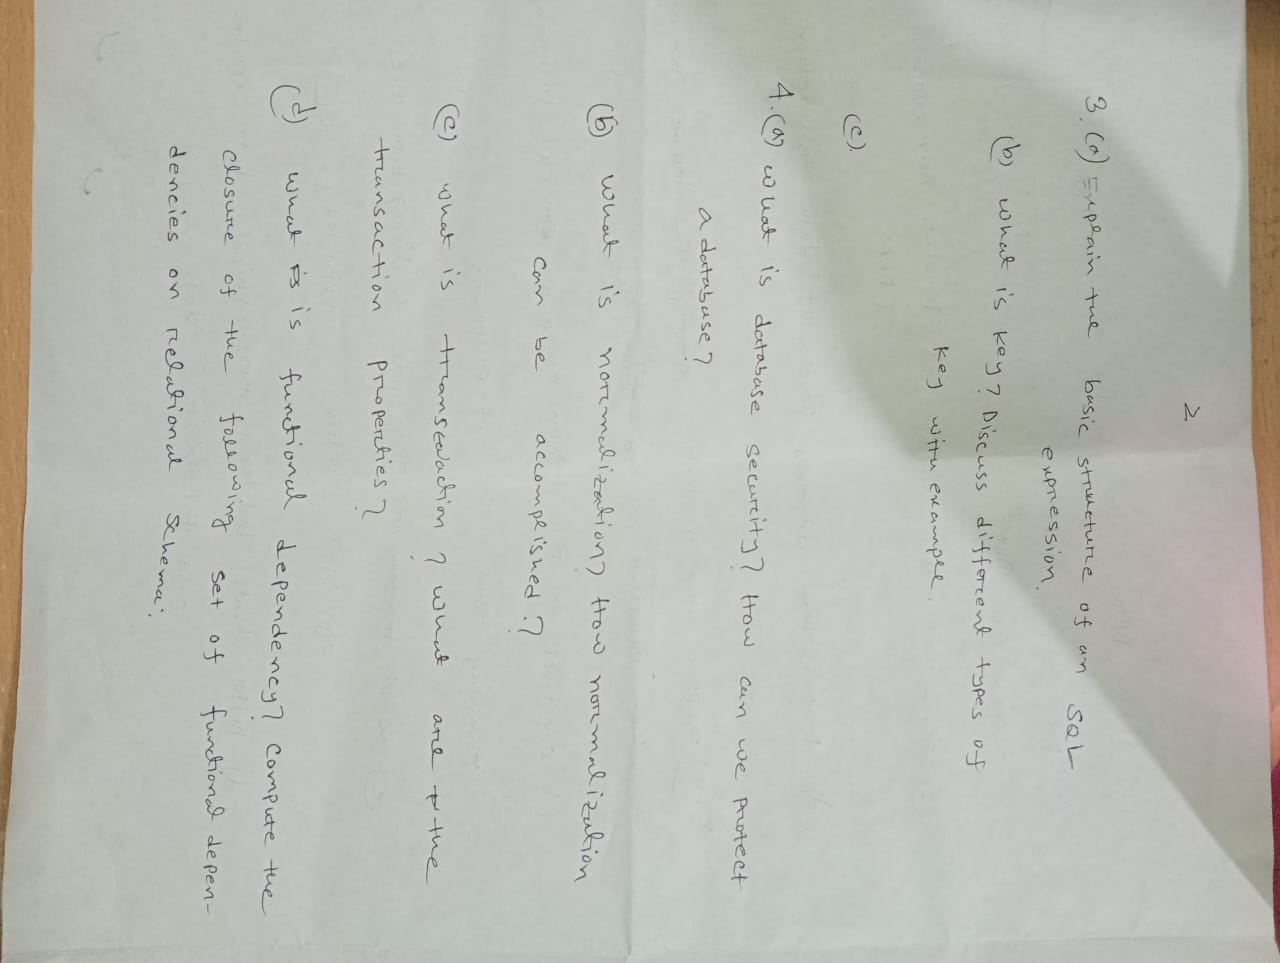 2
3. (a) Explain the basic structure of an SQL
expression.
(b) what is key? Discuss different types of
key with example.
(c)
4. (a) what is database security? How can we protect
a database?
(b) what is normalization? How normalization
can be accomplished?
(c) what is transaction? what are the
transaction properties?
(d) what is functional dependency? compute the
closure of the following set of functional depen-
dencies on relational schema: